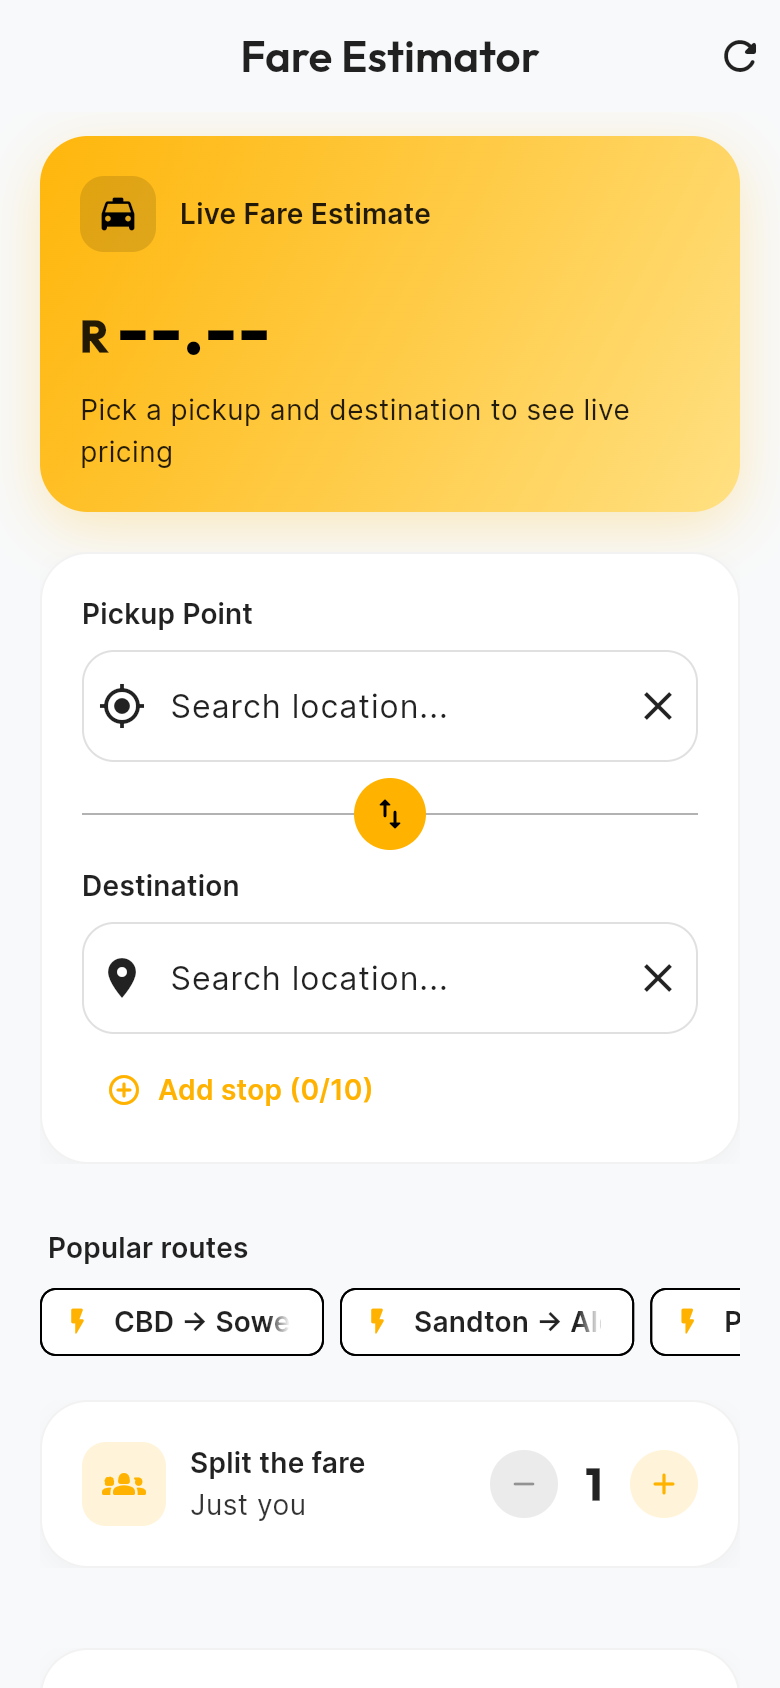 Fare Estimator
Live Fare Estimate
R --.--
Pick a pickup and destination to see live
pricing
Pickup Point
Search location...
Destination
Search location...
Add stop (0/10)
Popular routes
CBD → Sowe
Sandton → Al
P
Split the fare
Just you
1